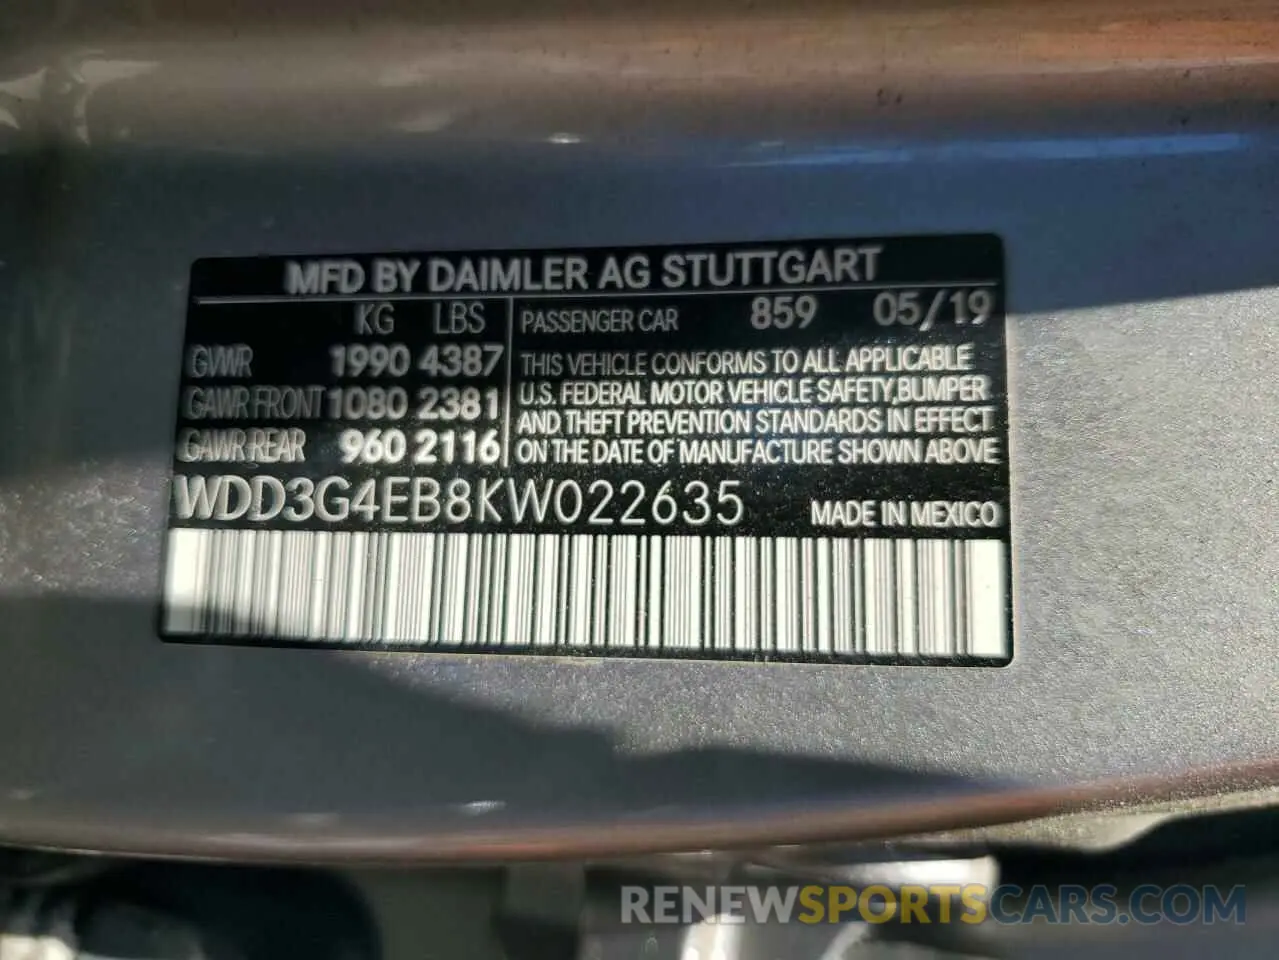 MFD BY DAIMLER AG STUTTGART
KG LBS
GVWR 1990 4387
GAWR FRONT 1080 2381
GAWR REAR 960 2116
PASSENGER CAR 859 05/19
THIS VEHICLE CONFORMS TO ALL APPLICABLE
U.S. FEDERAL MOTOR VEHICLE SAFETY,BUMPER
AND THEFT PREVENTION STANDARDS IN EFFECT
ON THE DATE OF MANUFACTURE SHOWN ABOVE
WDD3G4EB8KW022635 MADE IN MEXICO
RENEWSPORTSCARS.COM